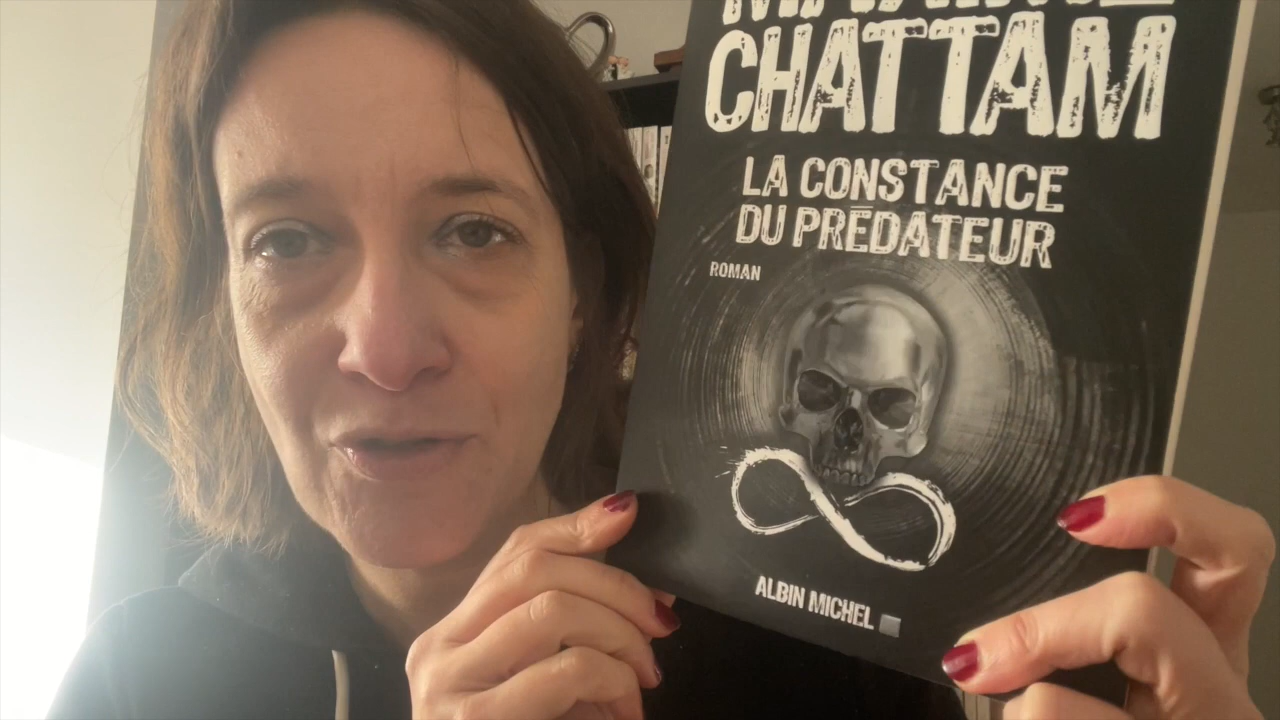 CHATTAM
LA CONSTANCE
DU PRÉDATEUR
ROMAN
ALBIN MICHEL